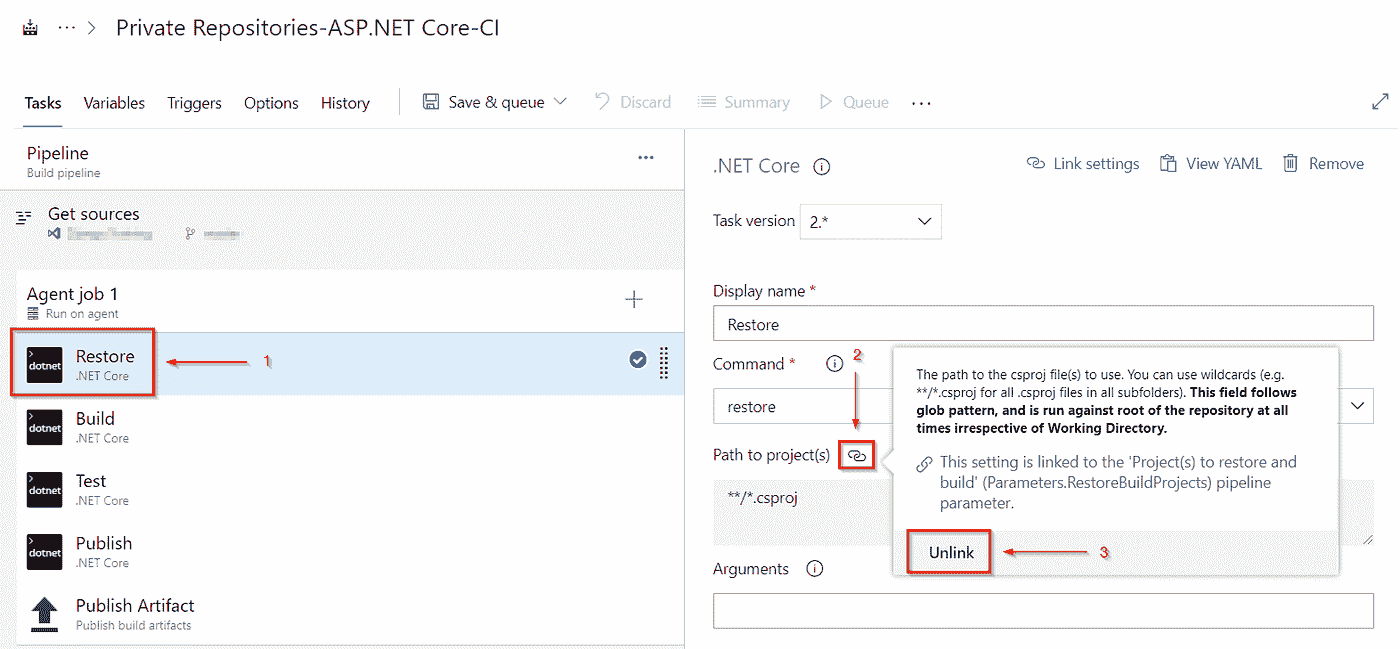 Private Repositories-ASP.NET Core-CI
Tasks Variables Triggers Options History Save & queue Discard Summary Queue
Pipeline
Build pipeline
Get sources
Agent job 1
Run on agent
dotnet Restore
.NET Core
1
dotnet Build
.NET Core
dotnet Test
.NET Core
dotnet Publish
.NET Core
Publish Artifact
Publish build artifacts
.NET Core Link settings View YAML Remove
Task version 2.*
Display name *
Restore
Command * 2
restore
Path to project(s)
**/*.csproj
The path to the csproj file(s) to use. You can use wildcards (e.g.
**/*.csproj for all .csproj files in all subfolders). This field follows
glob pattern, and is run against root of the repository at all
times irrespective of Working Directory.
This setting is linked to the 'Project(s) to restore and
build' (Parameters.RestoreBuildProjects) pipeline
parameter.
Unlink 3
Arguments